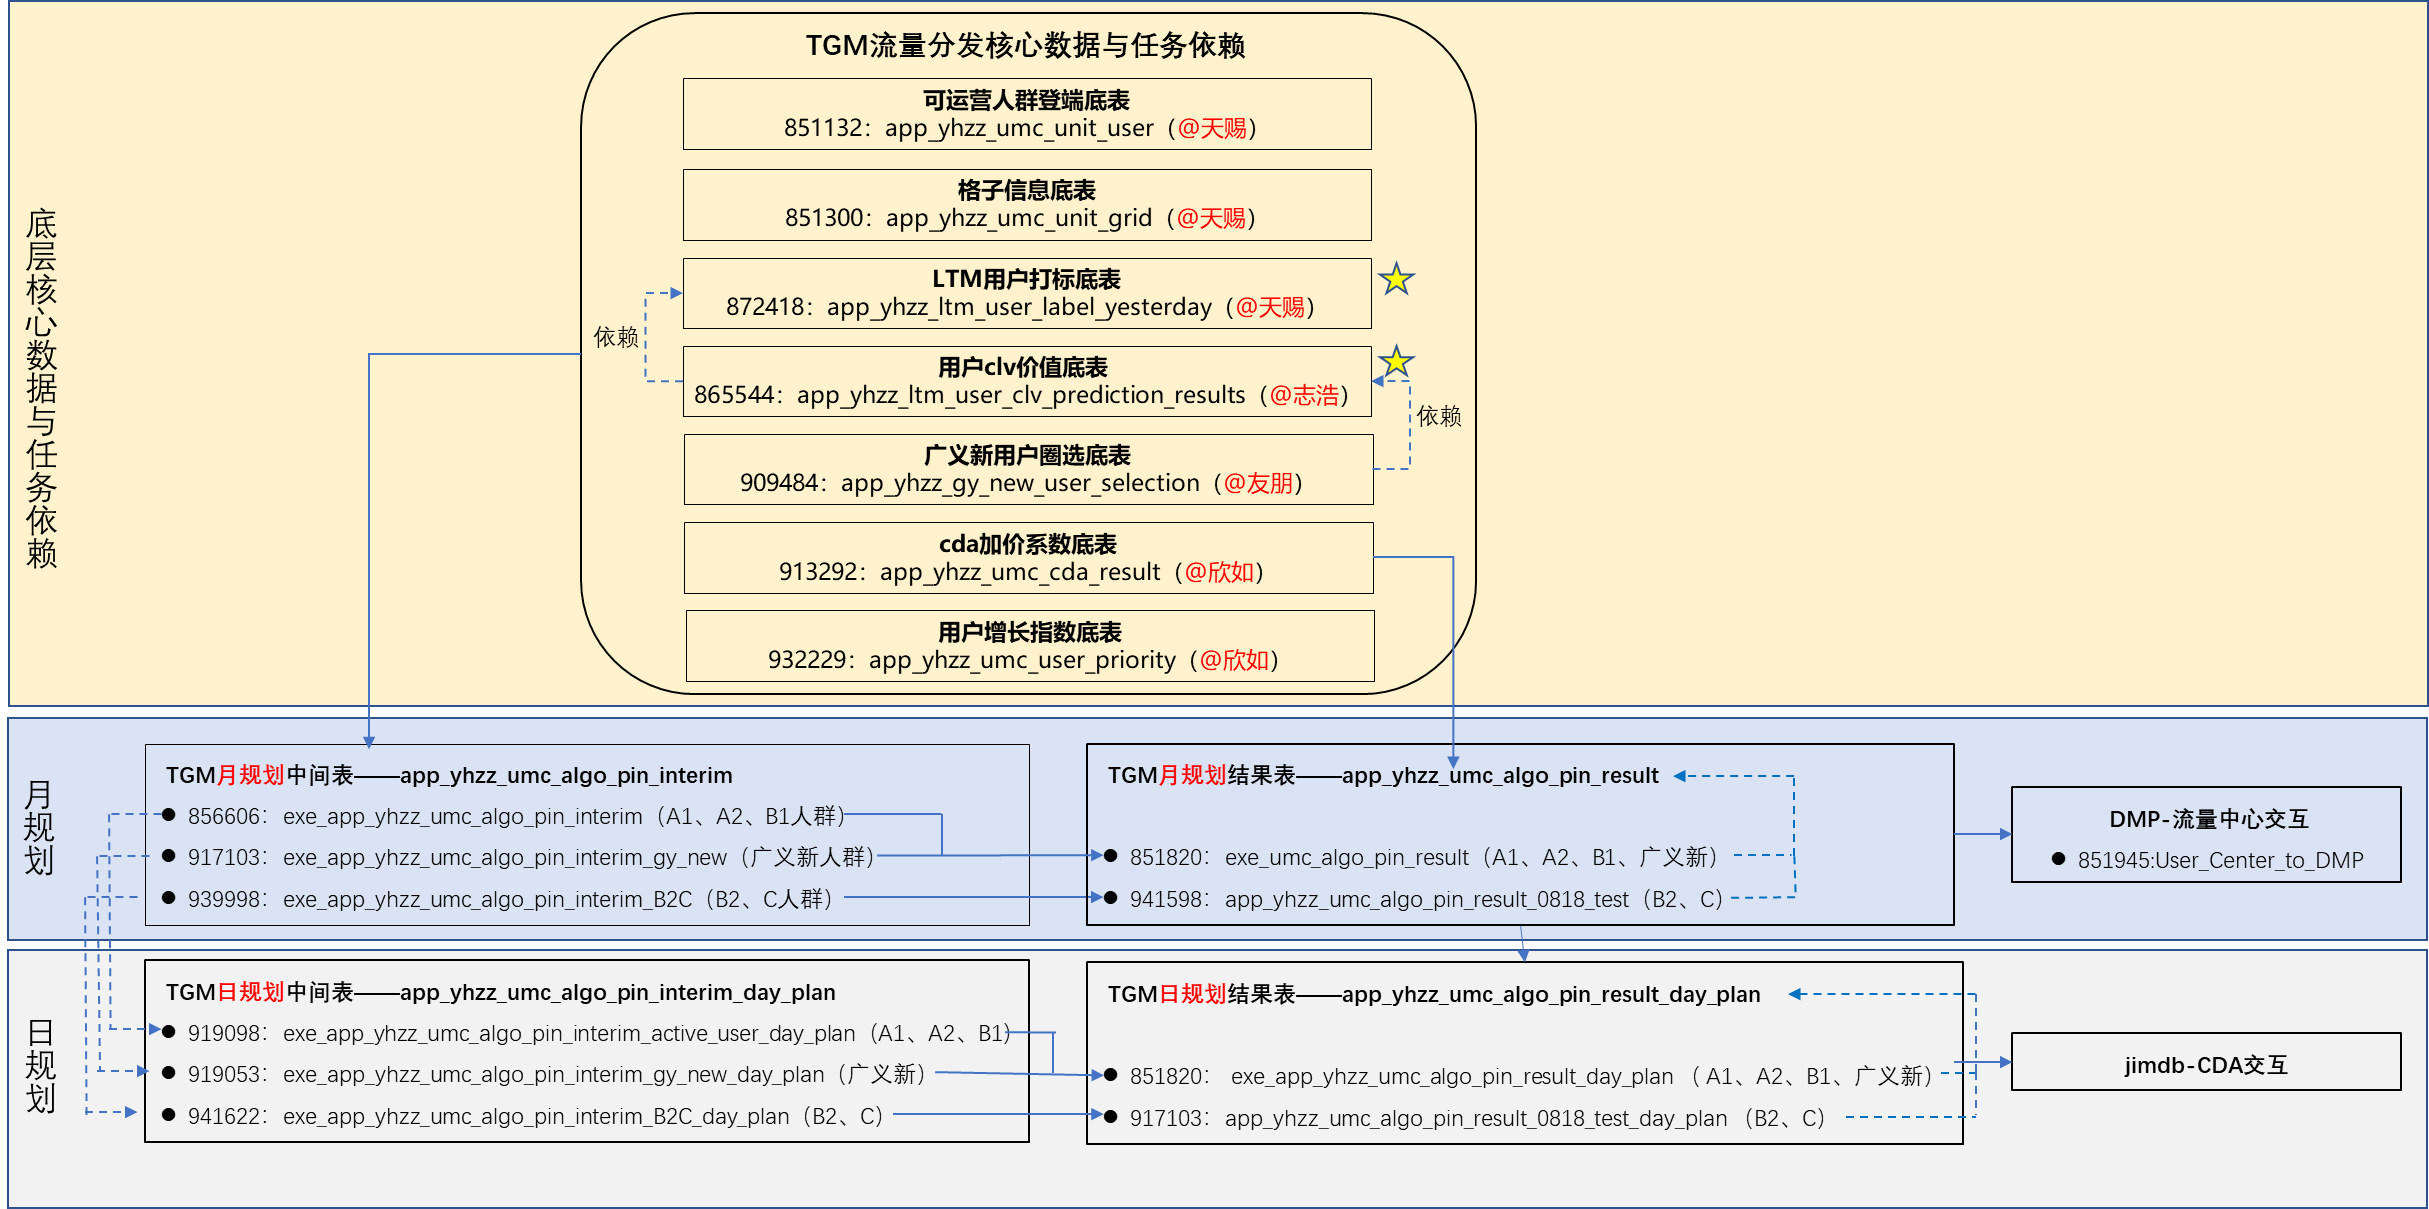 底层核心数据与任务依赖
TGM流量分发核心数据与任务依赖
可运营人群登端底表
851132：app_yhzz_umc_unit_user（@天赐）
格子信息底表
851300：app_yhzz_umc_unit_grid（@天赐）
LTM用户打标底表
872418：app_yhzz_ltm_user_label_yesterday（@天赐）
依赖
用户clv价值底表
865544：app_yhzz_ltm_user_clv_prediction_results（@志浩）
依赖
广义新用户圈选底表
909484：app_yhzz_gy_new_user_selection（@友朋）
cda加价系数底表
913292：app_yhzz_umc_cda_result（@欣如）
用户增长指数底表
932229：app_yhzz_umc_user_priority（@欣如）
月规划
TGM月规划中间表——app_yhzz_umc_algo_pin_interim
856606：exe_app_yhzz_umc_algo_pin_interim（A1、A2、B1人群）
917103：exe_app_yhzz_umc_algo_pin_interim_gy_new（广义新人群）
939998：exe_app_yhzz_umc_algo_pin_interim_B2C（B2、C人群）
TGM月规划结果表——app_yhzz_umc_algo_pin_result
851820：exe_umc_algo_pin_result（A1、A2、B1、广义新）
941598：app_yhzz_umc_algo_pin_result_0818_test（B2、C）
DMP-流量中心交互
851945:User_Center_to_DMP
日规划
TGM日规划中间表——app_yhzz_umc_algo_pin_interim_day_plan
919098：exe_app_yhzz_umc_algo_pin_interim_active_user_day_plan（A1、A2、B1）
919053：exe_app_yhzz_umc_algo_pin_interim_gy_new_day_plan（广义新）
941622：exe_app_yhzz_umc_algo_pin_interim_B2C_day_plan（B2、C）
TGM日规划结果表——app_yhzz_umc_algo_pin_result_day_plan
851820： exe_app_yhzz_umc_algo_pin_result_day_plan （ A1、A2、B1、广义新）
917103：app_yhzz_umc_algo_pin_result_0818_test_day_plan （B2、C）
jimdb-CDA交互